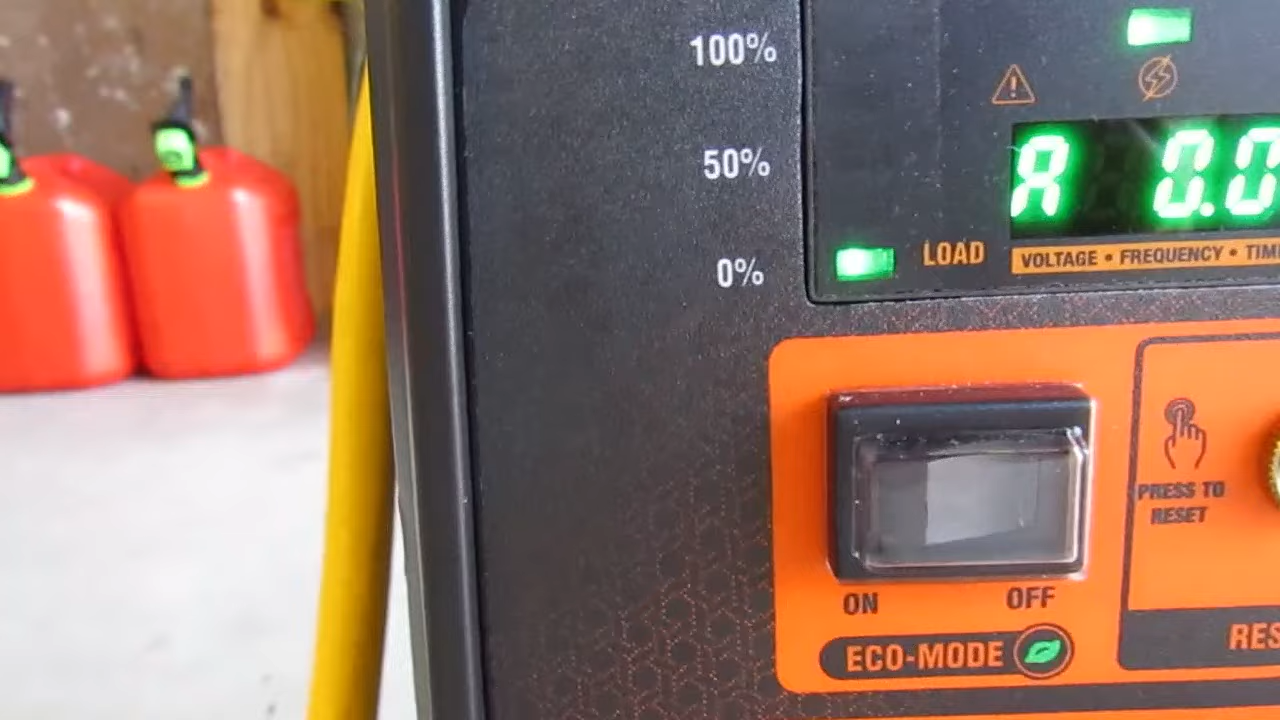 100%
50%
A 0.0
LOAD
VOLTAGE • FREQUENCY •
0%
PRESS TO
RESET
ON OFF
ECO-MODE